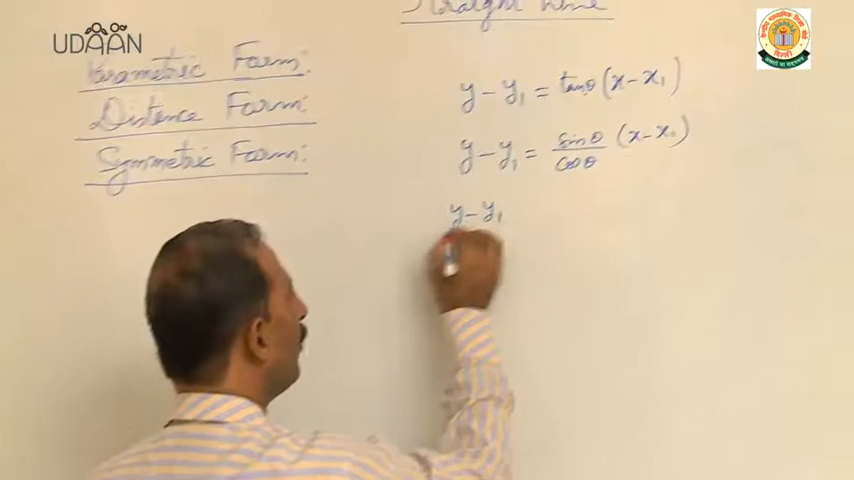 UDAAN
Straight Line
Parametric Form:
Distance Form:
Symmetric Form:
y - y₁ = tanθ (x - x₁)
y - y₁ = sinθ/cosθ (x - x₁)
y - y₁